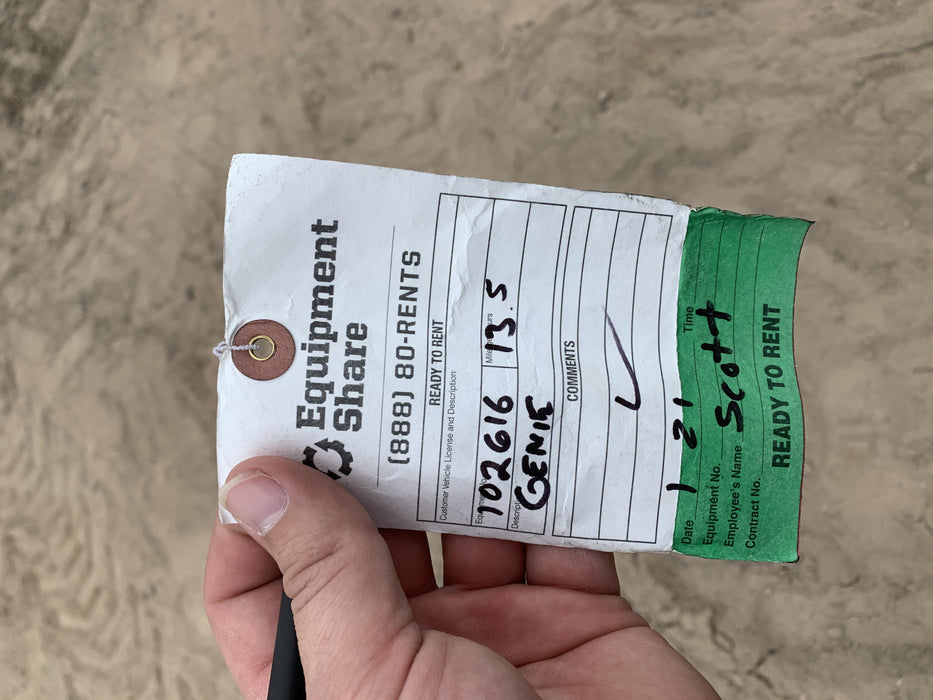 Equipment
Share
(888) 80-RENTS
READY TO RENT
Customer Vehicle License and Description
102616 13.5
GENIE
COMMENTS
Date 1 21 Time
Equipment No.
Employee's Name Scott
Contract No.
READY TO RENT